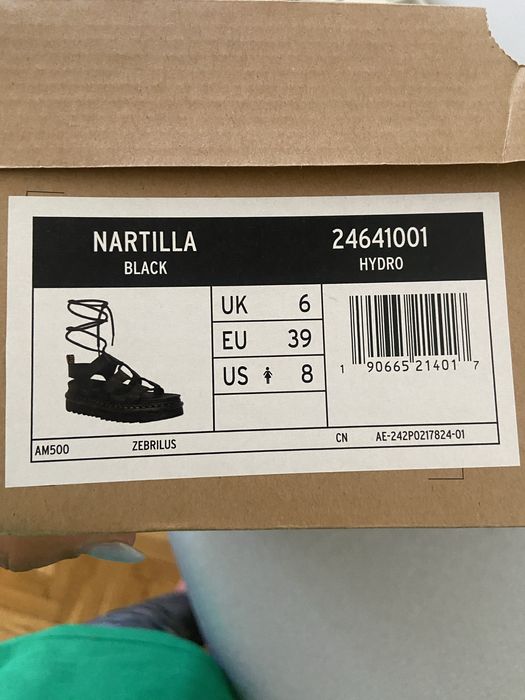 NARTILLA
BLACK
24641001
HYDRO
UK 6
EU 39
US 8
1 90665 21401 7
AM500 ZEBRILUS CN AE-242P0217824-01